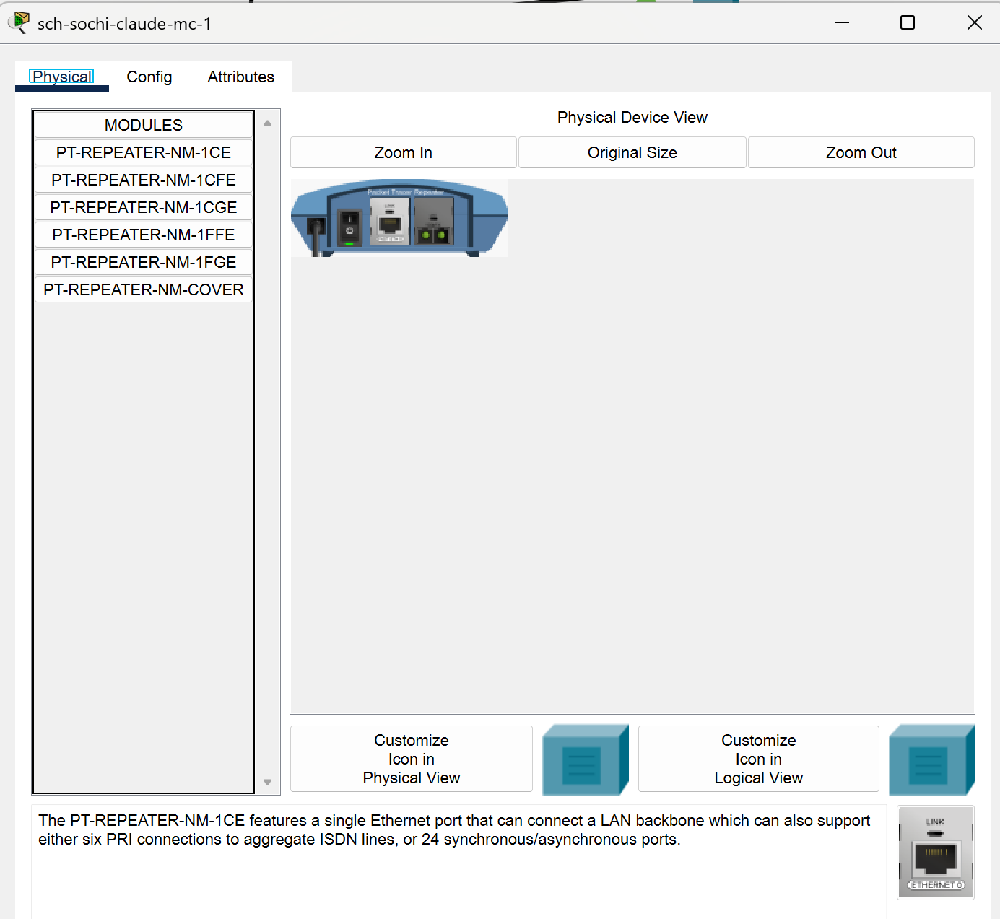 sch-sochi-claude-mc-1
Physical
Config
Attributes
MODULES
PT-REPEATER-NM-1CE
PT-REPEATER-NM-1CFE
PT-REPEATER-NM-1CGE
PT-REPEATER-NM-1FFE
PT-REPEATER-NM-1FGE
PT-REPEATER-NM-COVER
Physical Device View
Zoom In
Original Size
Zoom Out
Packet Tracer Repeater
LINK
Customize
Icon in
Physical View
Customize
Icon in
Logical View
The PT-REPEATER-NM-1CE features a single Ethernet port that can connect a LAN backbone which can also support
either six PRI connections to aggregate ISDN lines, or 24 synchronous/asynchronous ports.
LINK
ETHERNET 0